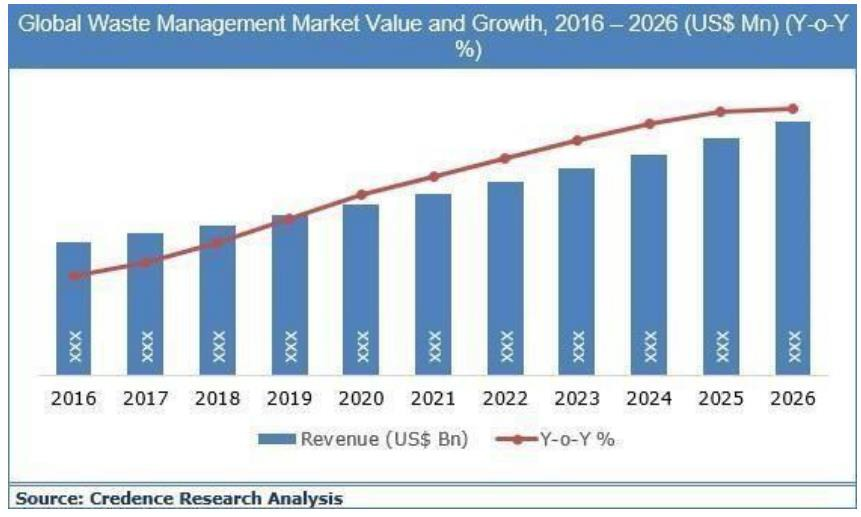 Global Waste Management Market Value and Growth, 2016 – 2026 (US$ Mn) (Y-o-Y
%)
XXX XXX XXX XXX XXX XXX XXX XXX XXX XXX XXX
2016 2017 2018 2019 2020 2021 2022 2023 2024 2025 2026
Revenue (US$ Bn) Y-o-Y %
Source: Credence Research Analysis